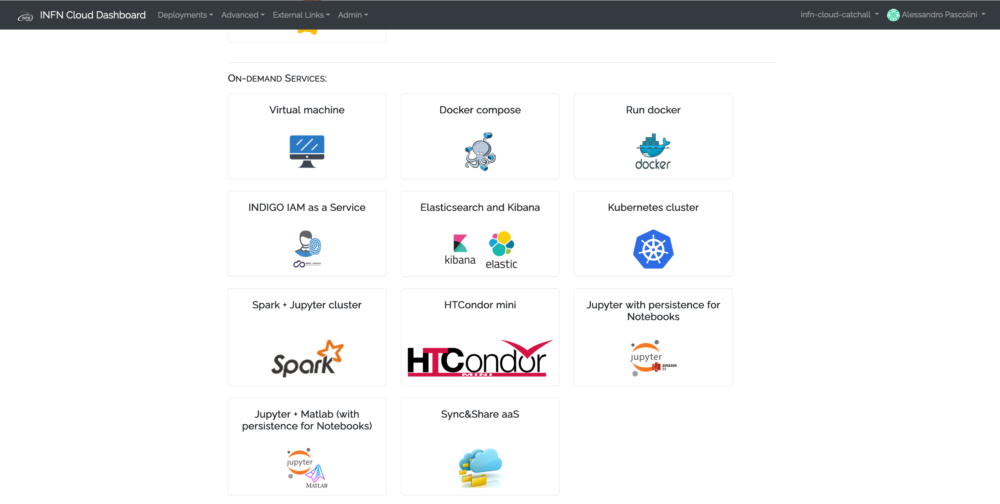 INFN INFN Cloud Dashboard Deployments Advanced External Links Admin infn-cloud-catchall Alessandro Pascolini
On-demand Services:
Virtual machine
Docker compose
Run docker
docker
INDIGO IAM as a Service
INDIGO - DataCloud
Elasticsearch and Kibana
kibana
elastic
Kubernetes cluster
Spark + Jupyter cluster
Spark
HTCondor mini
HTCondor
MINI
Jupyter with persistence for
Notebooks
jupyter
amazon
S3
Jupyter + Matlab (with
persistence for Notebooks)
jupyter
MATLAB
Sync&Share aaS